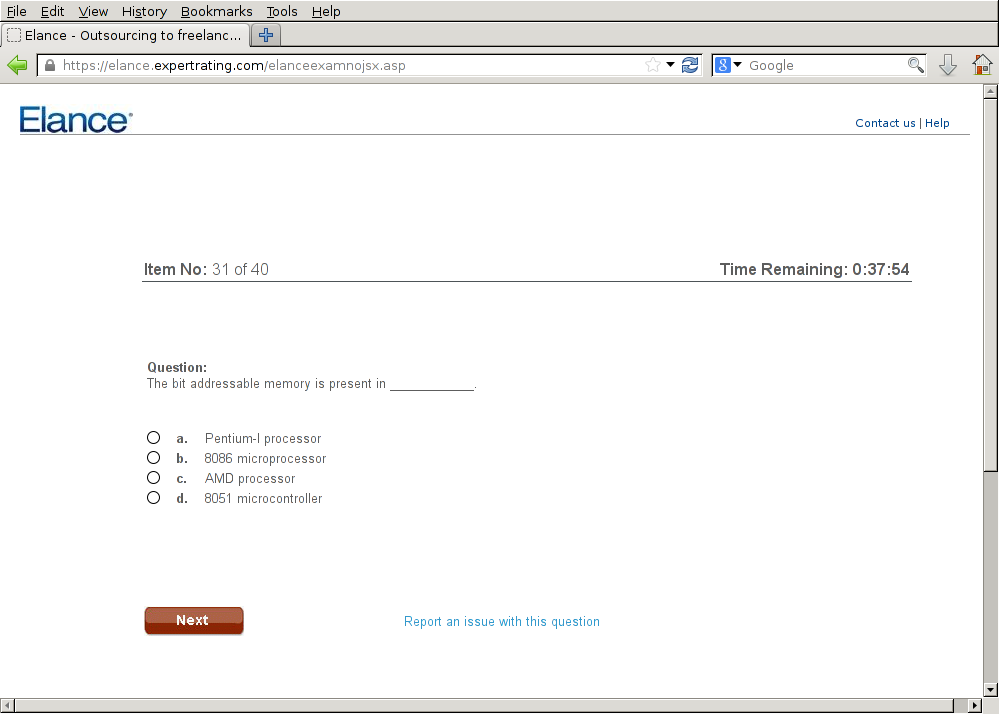 File Edit View History Bookmarks Tools Help
Elance - Outsourcing to freelanc...
https://elance.expertrating.com/elanceexamnojsx.asp
8 Google
Elance®
Contact us | Help
Item No: 31 of 40
Time Remaining: 0:37:54
Question:
The bit addressable memory is present in ____________.
a. Pentium-I processor
b. 8086 microprocessor
c. AMD processor
d. 8051 microcontroller
Next
Report an issue with this question